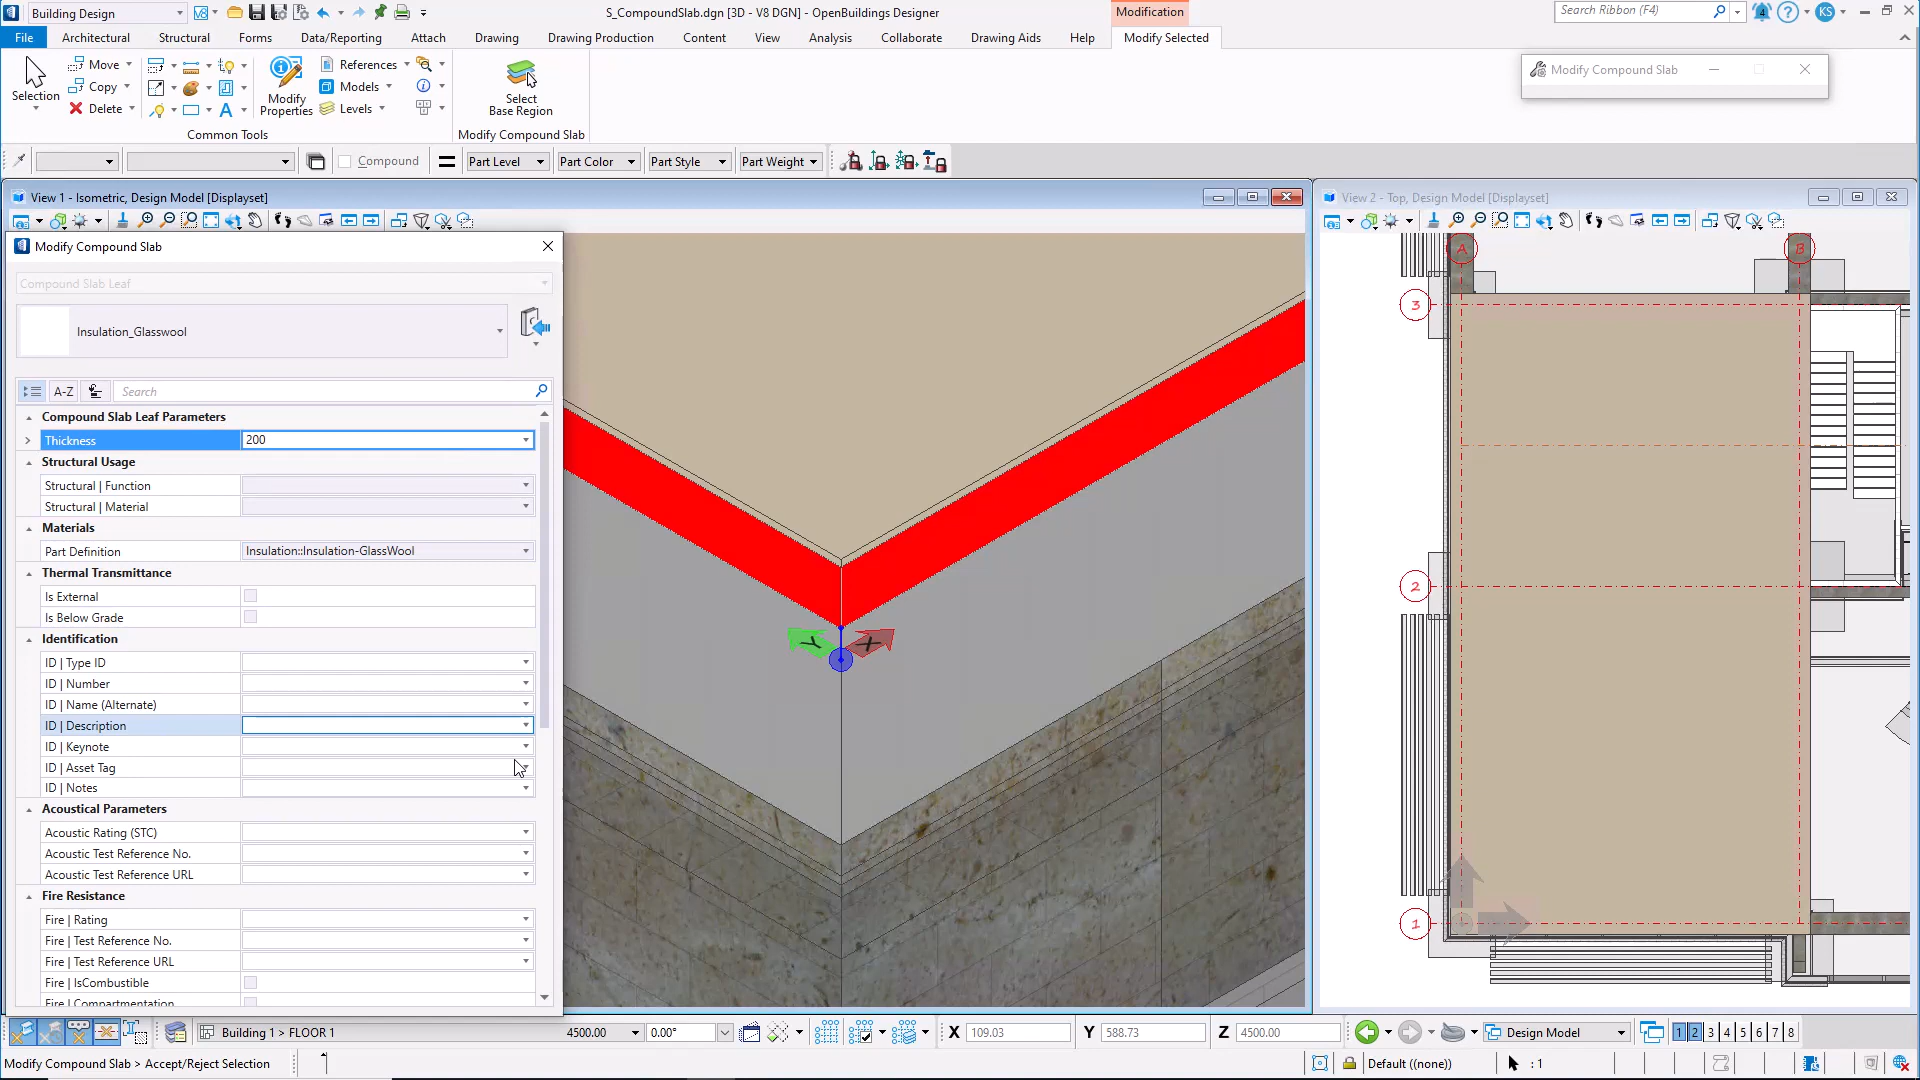 Building Design
S_CompoundSlab.dgn [3D - V8 DGN] - OpenBuildings Designer
Modification
Search Ribbon (F4)
4
KS
File
Architectural
Structural
Forms
Data/Reporting
Attach
Drawing
Drawing Production
Content
View
Analysis
Collaborate
Drawing Aids
Help
Modify Selected
Selection
Move
Copy
Delete
Modify
Properties
References
Models
Levels
Common Tools
Select
Base Region
Modify Compound Slab
Modify Compound Slab
Compound
Part Level
Part Color
Part Style
Part Weight
View 1 - Isometric, Design Model [Displayset]
View 2 - Top, Design Model [Displayset]
Modify Compound Slab
Compound Slab Leaf
Insulation_Glasswool
A-Z
Search
Compound Slab Leaf Parameters
Thickness 200
Structural Usage
Structural | Function
Structural | Material
Materials
Part Definition Insulation::Insulation-GlassWool
Thermal Transmittance
Is External
Is Below Grade
Identification
ID | Type ID
ID | Number
ID | Name (Alternate)
ID | Description
ID | Keynote
ID | Asset Tag
ID | Notes
Acoustical Parameters
Acoustic Rating (STC)
Acoustic Test Reference No.
Acoustic Test Reference URL
Fire Resistance
Fire | Rating
Fire | Test Reference No.
Fire | Test Reference URL
Fire | IsCombustible
Fire | Compartmentation
Y
X
A
B
3
2
1
Building 1 > FLOOR 1
4500.00
0.00°
X 109.03
Y 588.73
Z 4500.00
Design Model
1 2 3 4 5 6 7 8
Modify Compound Slab > Accept/Reject Selection
Default ((none))
: 1